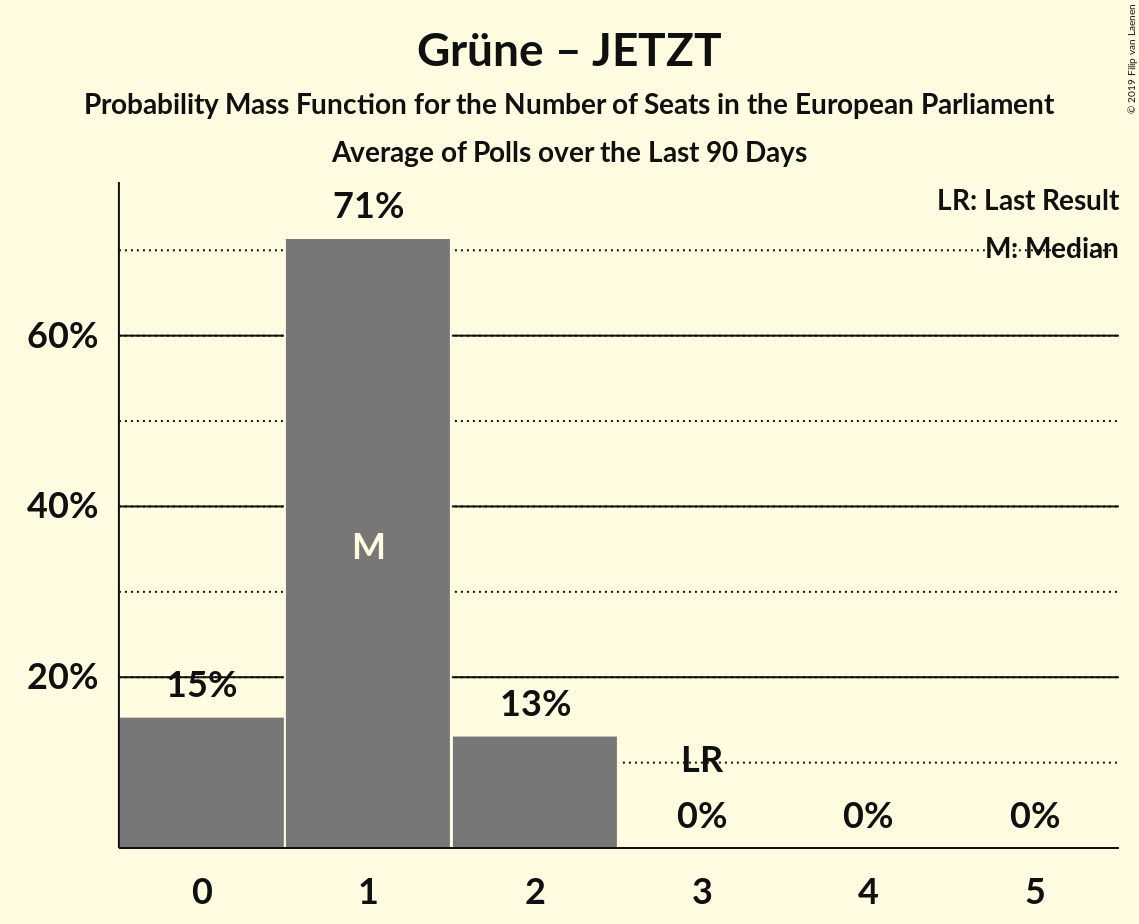 Grüne – JETZT
Probability Mass Function for the Number of Seats in the European Parliament
Average of Polls over the Last 90 Days
© 2019 Filip van Laenen
LR: Last Result
M: Median
71%
60%
40%
M
20%
15%
13%
LR
0%
0%
0%
0
1
2
3
4
5